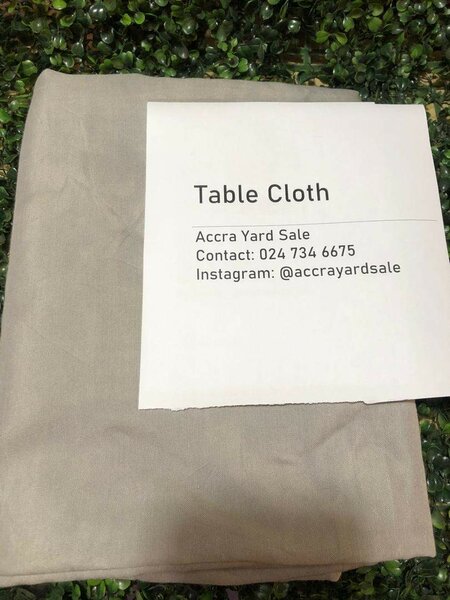 Table Cloth
Accra Yard Sale
Contact: 024 734 6675
Instagram: @accrayardsale